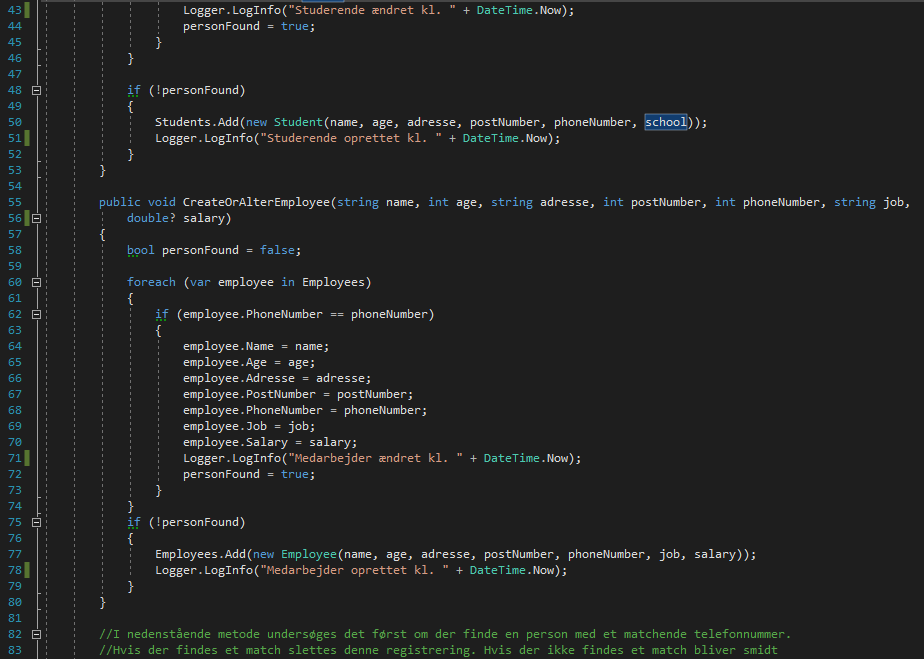 43 Logger.LogInfo("Studerende ændret kl. " + DateTime.Now);
44 personFound = true;
45 }
46 }
47
48 if (!personFound)
49 {
50 Students.Add(new Student(name, age, adresse, postNumber, phoneNumber, school));
51 Logger.LogInfo("Studerende oprettet kl. " + DateTime.Now);
52 }
53 }
54
55 public void CreateOrAlterEmployee(string name, int age, string adresse, int postNumber, int phoneNumber, string job,
56 double? salary)
57 {
58 bool personFound = false;
59
60 foreach (var employee in Employees)
61 {
62 if (employee.PhoneNumber == phoneNumber)
63 {
64 employee.Name = name;
65 employee.Age = age;
66 employee.Adresse = adresse;
67 employee.PostNumber = postNumber;
68 employee.PhoneNumber = phoneNumber;
69 employee.Job = job;
70 employee.Salary = salary;
71 Logger.LogInfo("Medarbejder ændret kl. " + DateTime.Now);
72 personFound = true;
73 }
74 }
75 if (!personFound)
76 {
77 Employees.Add(new Employee(name, age, adresse, postNumber, phoneNumber, job, salary));
78 Logger.LogInfo("Medarbejder oprettet kl. " + DateTime.Now);
79 }
80 }
81
82 //I nedenstående metode undersøges det først om der finde en person med et matchende telefonnummer.
83 //Hvis der findes et match slettes denne registrering. Hvis der ikke findes et match bliver smidt